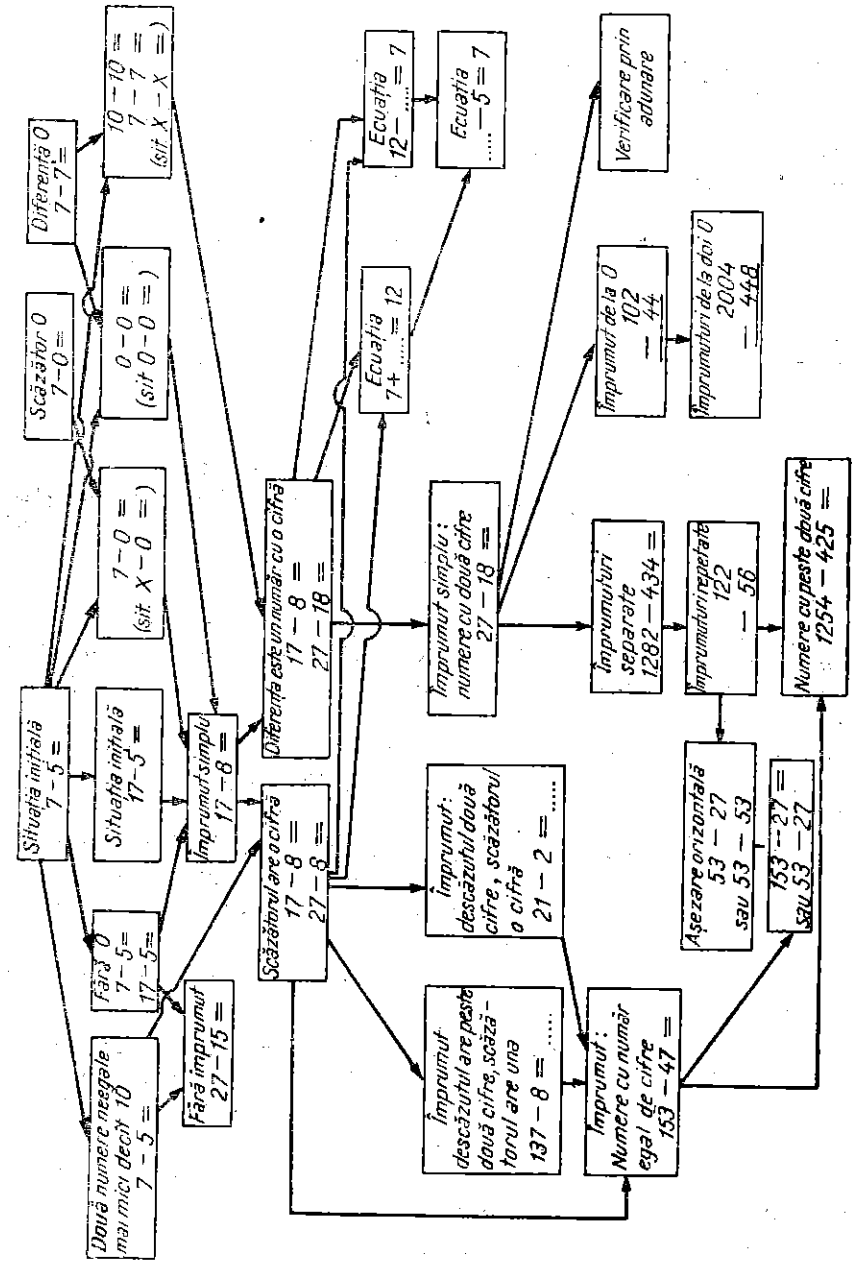 Situația inițială
7 – 5 =
Scăzător 0
7 – 0 =
Diferență 0
7 – 7 =
Două numere neegale
mai mici decît 10
7 – 5 =
Fără 0
7 – 5 =
17 – 5 =
Situația inițială
17 – 5 =
7 – 0 =
(sit. X – 0 =)
0 – 0 =
(sit 0 – 0 =)
10 – 10 =
7 – 7 =
(sit X – X =)
Fără împrumut
27 – 15 =
Împrumut simplu
17 – 8 =
Scăzătorul are o cifră
17 – 8 =
27 – 8 =
Diferența este un număr cu o cifră
17 – 8 =
27 – 18 =
Ecuația
7 + ..... = 12
Ecuația
12 – ..... = 7
Ecuația
..... – 5 = 7
Împrumut
descăzutul are peste
două cifre, scăză –
torul are una
137 – 8 = .....
Împrumut:
descăzutul două
cifre, scăzătorul
o cifră
21 – 2 = .....
Împrumut simplu:
numere cu două cifre
27 – 18 =
Împrumut:
Numere cu număr
egal de cifre
153 – 47 =
Împrumuturi
separate
1282 – 434 =
Împrumut de la 0
102
– 44
Verificare prin
adunare
Așezare orizontală
53 – 27
sau 53 – 53
Împrumuturi repetate
122
– 56
Împrumuturi de la doi 0
2004
– 448
153 – 27 =
sau 53 – 27
Numere cu peste două cifre
1254 – 425 =